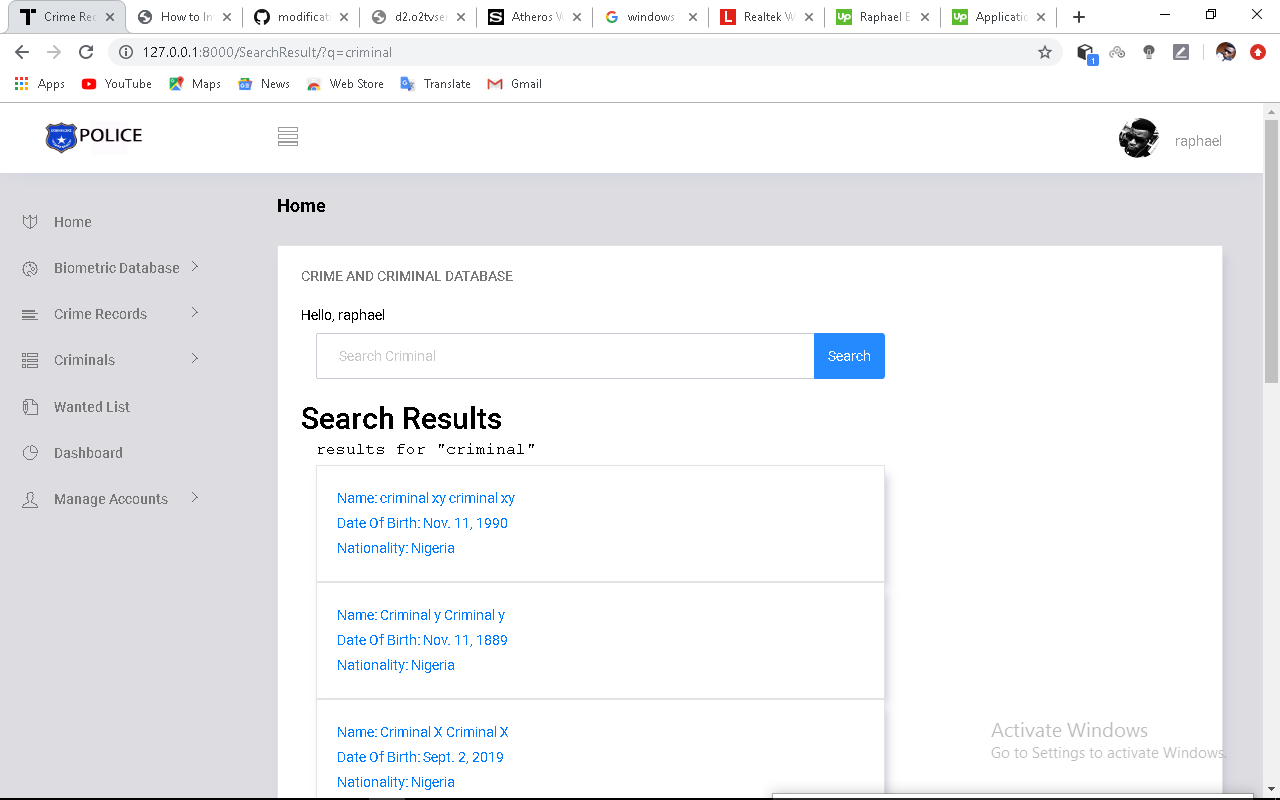 Crime Rec
How to In
modificat
d2.o2tvser
Atheros W
windows
Realtek W
Raphael E
Applicatio
127.0.0.1:8000/SearchResult/?q=criminal
1
Apps
YouTube
Maps
News
Web Store
Translate
Gmail
POLICE
raphael
Home
Home
Biometric Database
CRIME AND CRIMINAL DATABASE
Crime Records
Hello, raphael
Criminals
Search Criminal
Search
Wanted List
Search Results
Dashboard
results for "criminal"
Manage Accounts
Name: criminal xy criminal xy
Date Of Birth: Nov. 11, 1990
Nationality: Nigeria
Name: Criminal y Criminal y
Date Of Birth: Nov. 11, 1889
Nationality: Nigeria
Name: Criminal X Criminal X
Date Of Birth: Sept. 2, 2019
Nationality: Nigeria
Activate Windows
Go to Settings to activate Windows.